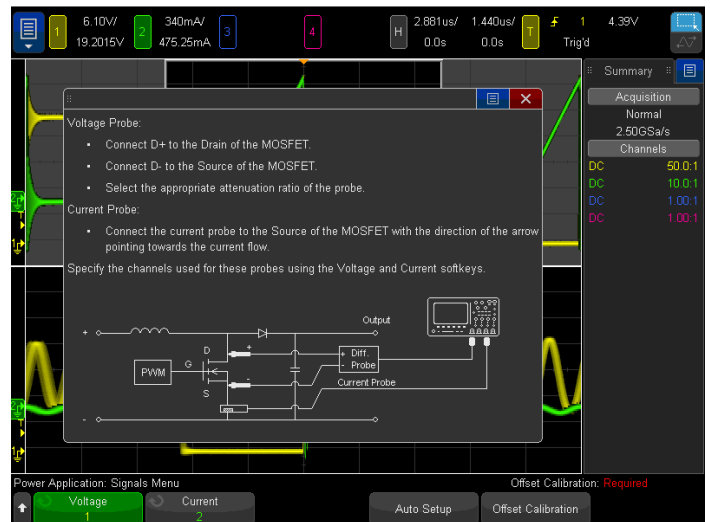 1
6.10V/
19.2015V
2
340mA/
475.25mA
3
4
H
2.881us/
0.0s
1.440us/
0.0s
T
1
Trig'd
4.39V
Summary
Acquisition
Normal
2.50GSa/s
Channels
DC 50.0:1
DC 10.0:1
DC 1.00:1
DC 1.00:1
Voltage Probe:
▪ Connect D+ to the Drain of the MOSFET.
▪ Connect D- to the Source of the MOSFET.
▪ Select the appropriate attenuation ratio of the probe.
Current Probe:
▪ Connect the current probe to the Source of the MOSFET with the direction of the arrow
pointing towards the current flow.
Specify the channels used for these probes using the Voltage and Current softkeys.
+
Output
D
+
+ Diff.
- Probe
PWM
G
-
S
Current Probe
-
Power Application: Signals Menu
Offset Calibration: Required
Voltage
1
Current
2
Auto Setup
Offset Calibration